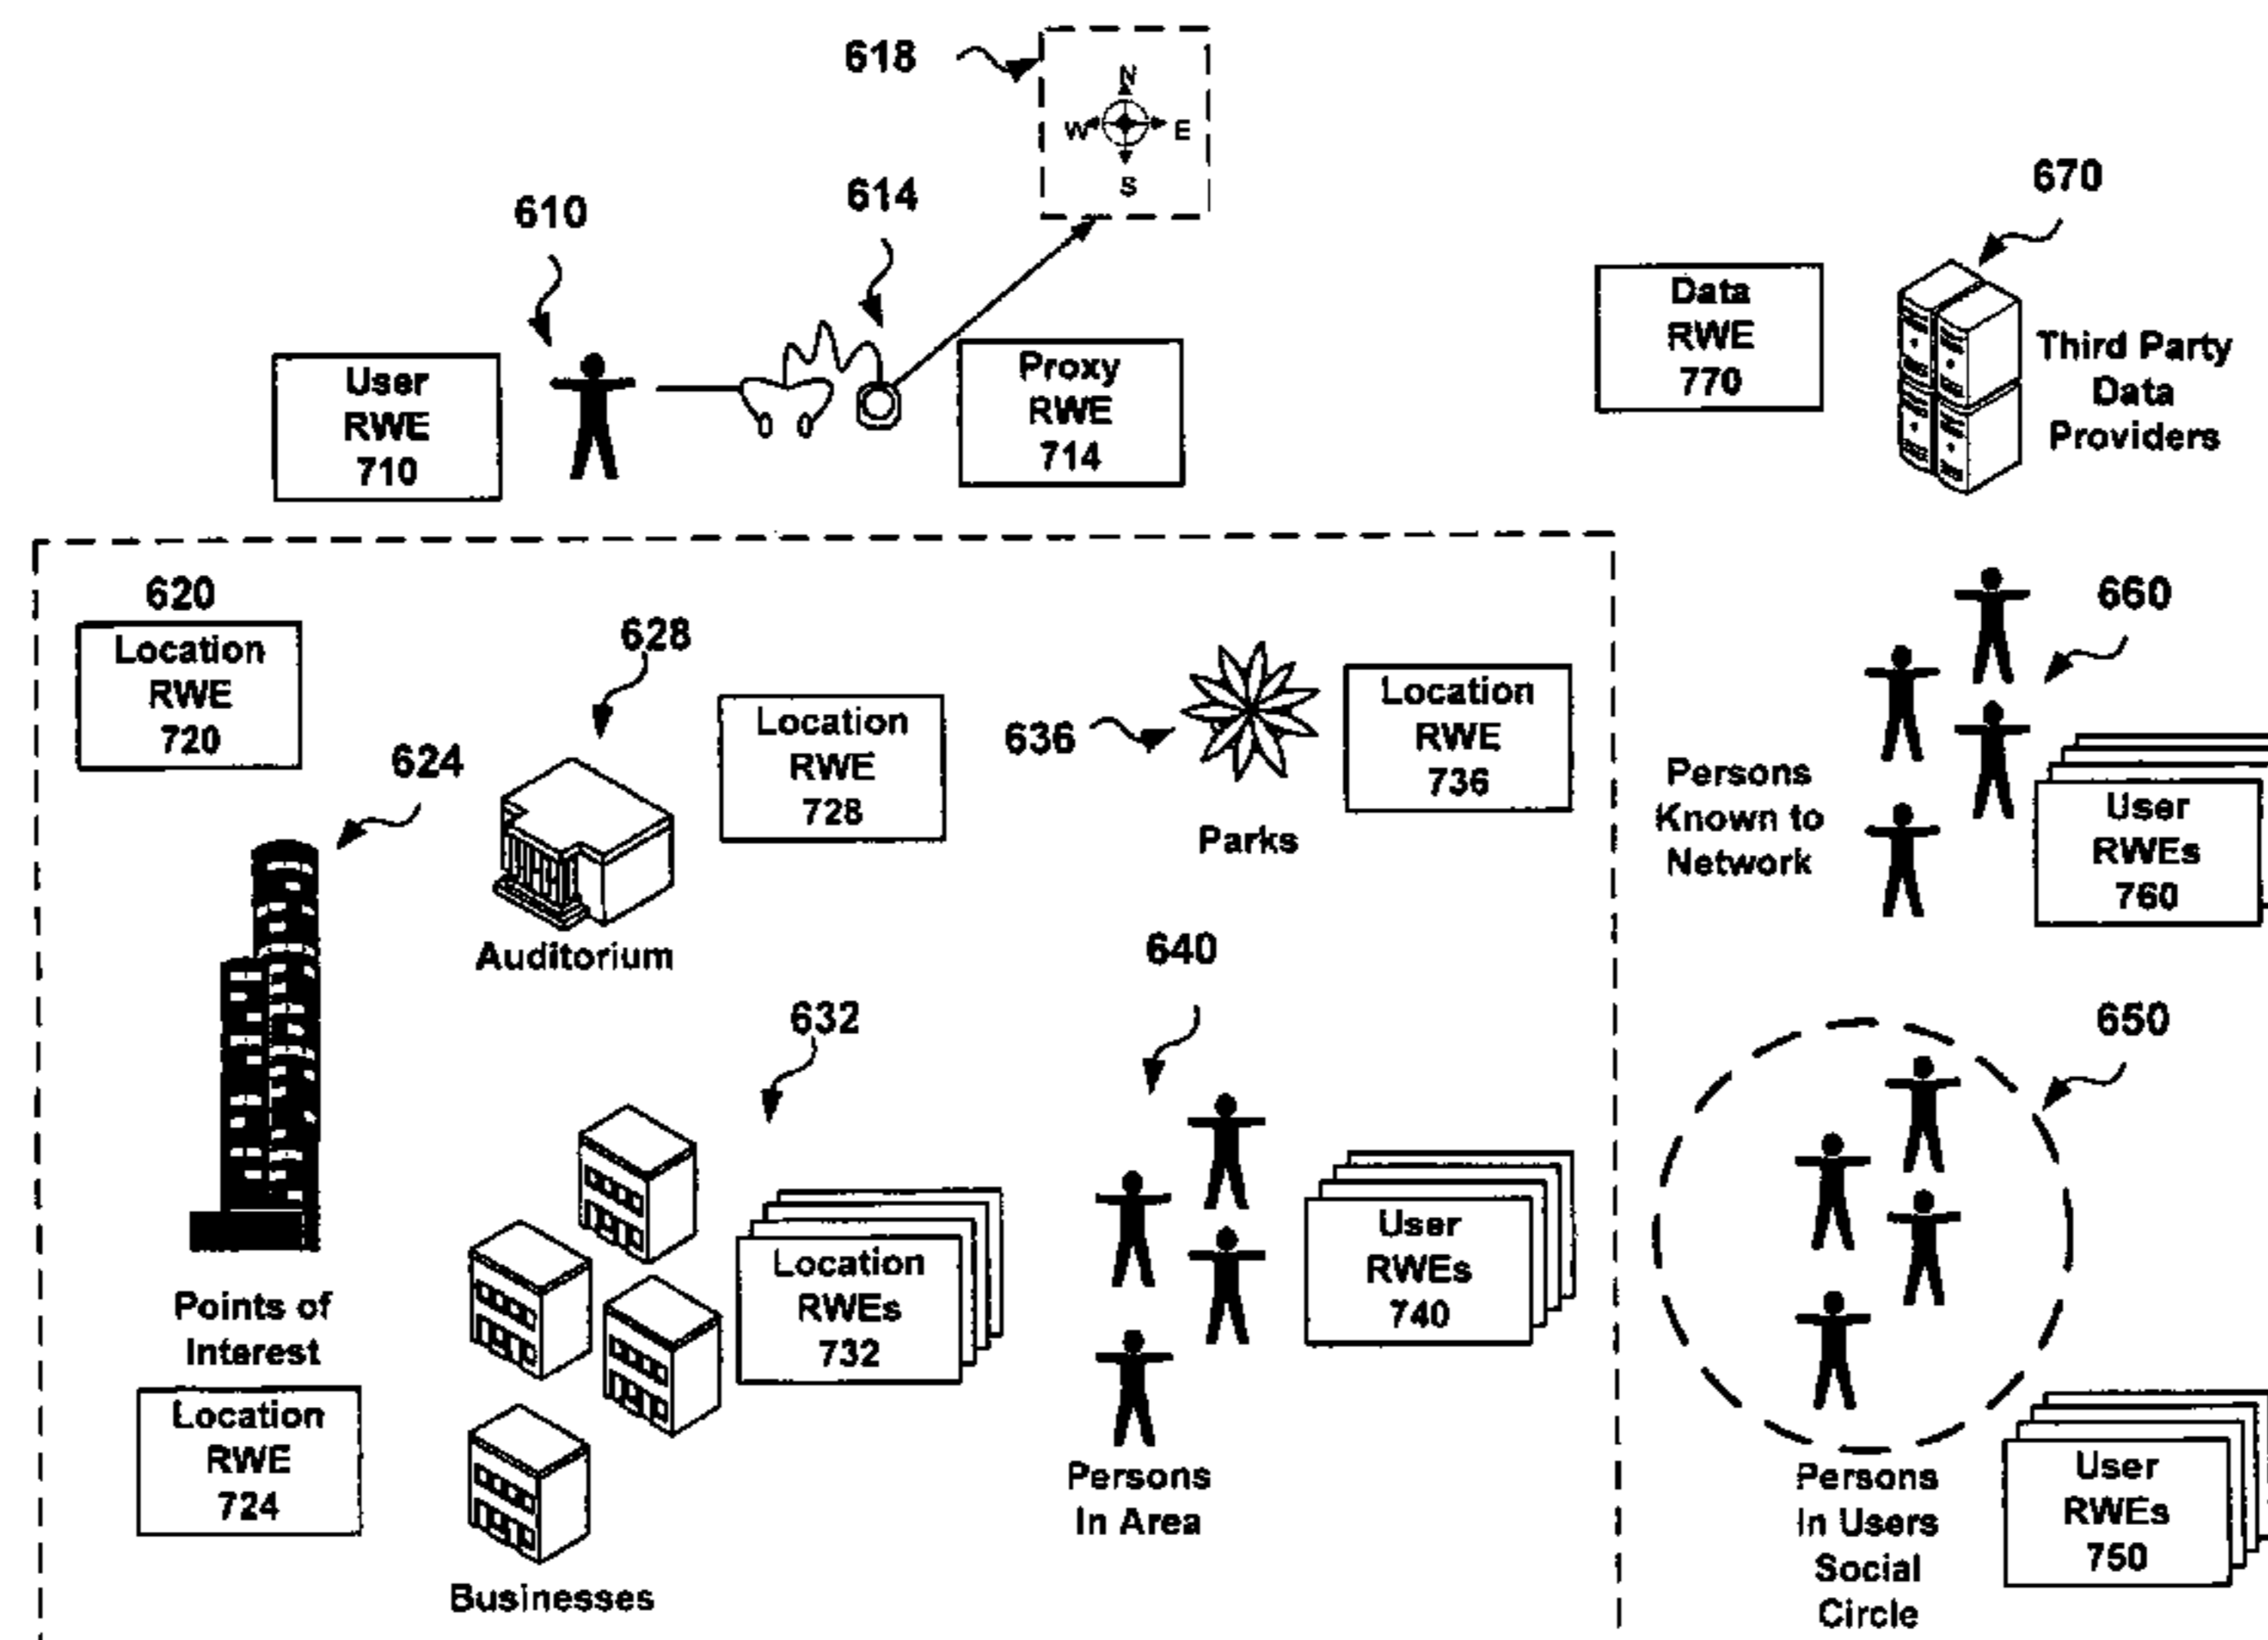 618
N
W
E
S
610
614
670
User
RWE
710
Proxy
RWE
714
Data
RWE
770
Third Party
Data
Providers
620
Location
RWE
720
624
628
Location
RWE
728
Auditorium
636
Parks
Location
RWE
736
660
Persons
Known to
Network
User
RWEs
760
Points of
Interest
Location
RWE
724
632
Location
RWEs
732
Businesses
640
User
RWEs
740
Persons
In Area
650
Persons
In Users
Social
Circle
User
RWEs
750